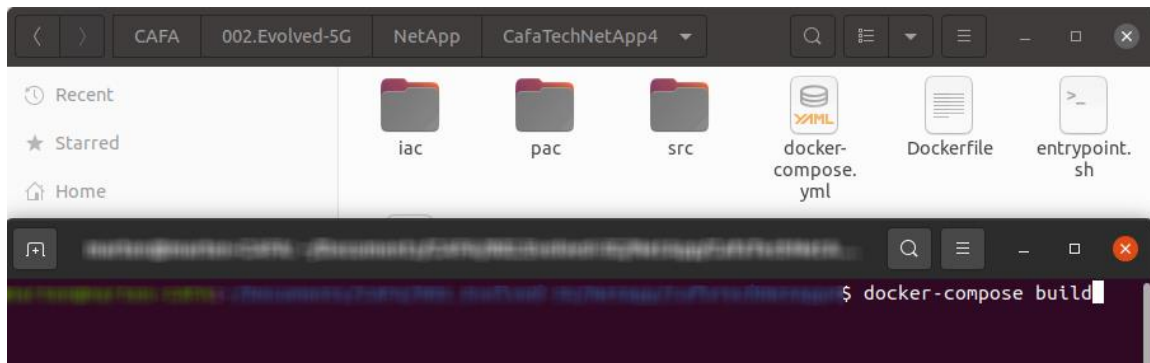 CAFA 002.Evolved-5G NetApp CafaTechNetApp4
Recent
Starred
Home
iac
pac
src
YAML
docker-
compose.
yml
Dockerfile
>_
entrypoint.
sh
$ docker-compose build